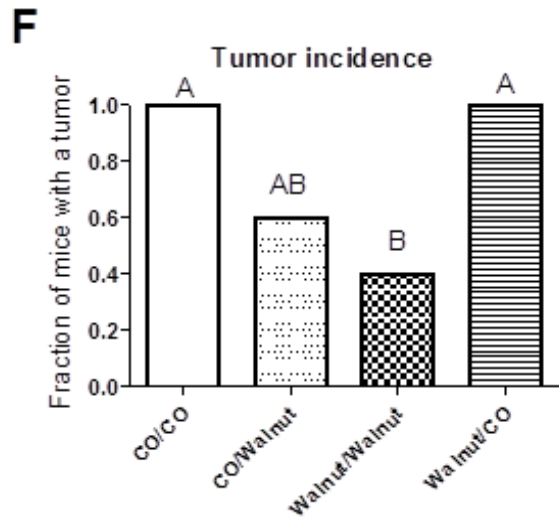 F
Tumor incidence
Fraction of mice with a tumor
1.0
0.8
0.6
0.4
0.2
0.0
A
AB
B
A
CO/CO
CO/Walnut
Walnut/Walnut
Walnut/CO